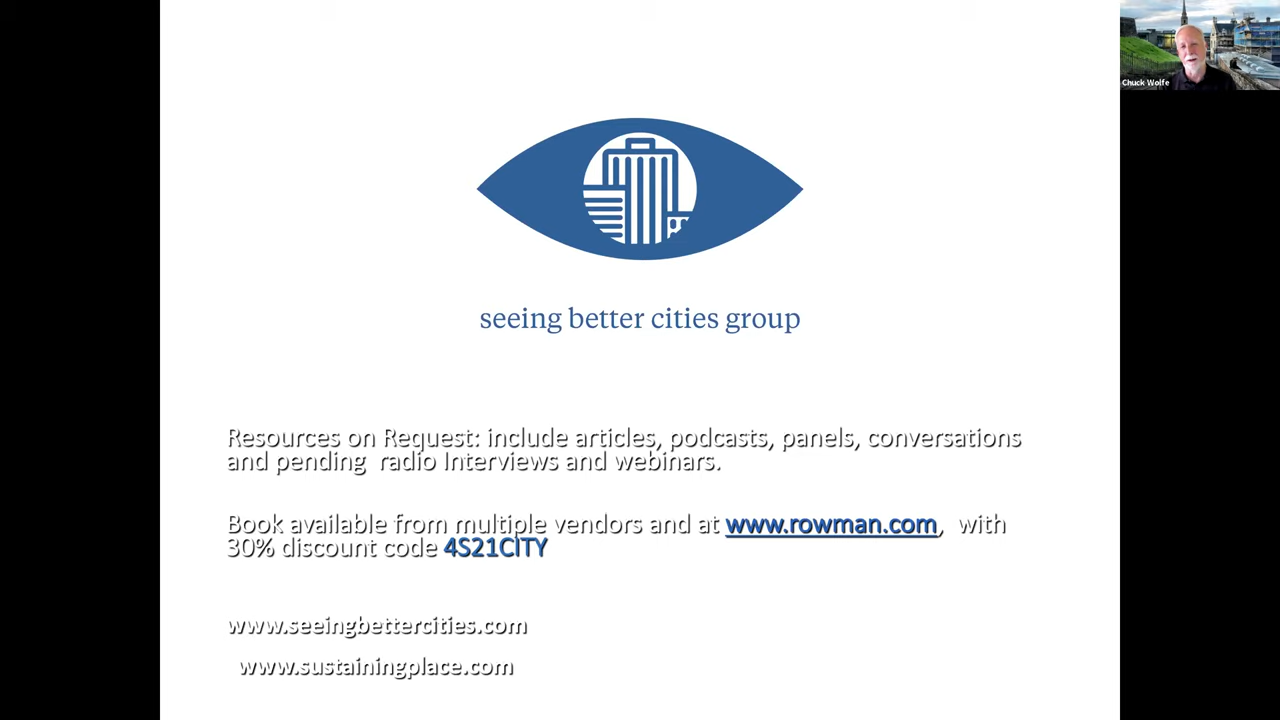 Chuck Wolfe
seeing better cities group
Resources on Request: include articles, podcasts, panels, conversations
and pending  radio Interviews and webinars.
Book available from multiple vendors and at www.rowman.com,  with
30% discount code 4S21CITY
www.seeingbettercities.com
www.sustainingplace.com